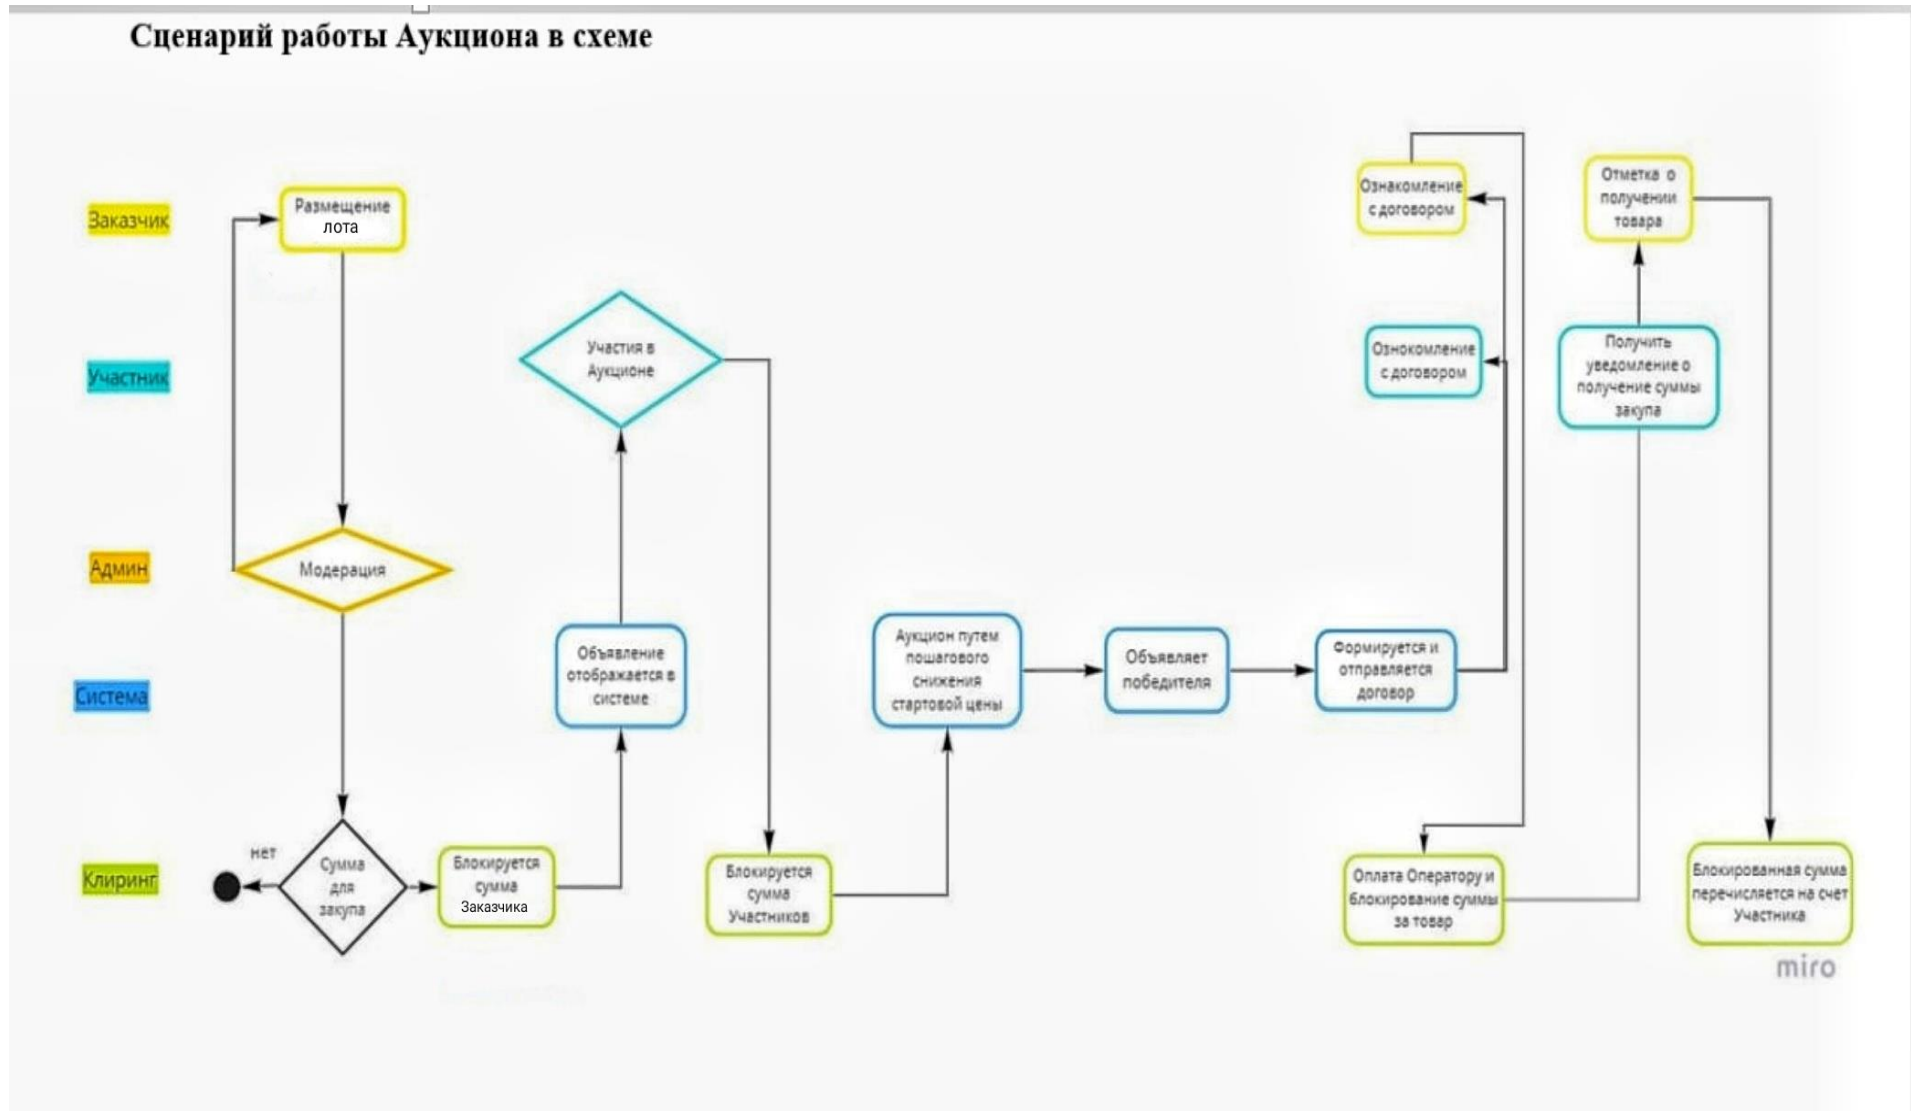 Сценарий работы Аукциона в схеме
Заказчик
Размещение
лота
Ознакомление
с договором
Отметка о
получении
товара
Участник
Участия в
Аукционе
Ознокомление
с договором
Получить
уведомление о
получение суммы
закупа
Админ
Модерация
Система
Объявление
отображается в
системе
Аукцион путем
пошагового
снижения
стартовой цены
Объявляет
победителя
Формируется и
отправляется
договор
Клиринг
нет
Сумма
для
закупа
Блокируется
сумма
Заказчика
Блокируется
сумма
Участников
Оплата Оператору и
блокирование суммы
за товар
Блокированная сумма
перечисляется на счет
Участника
miro